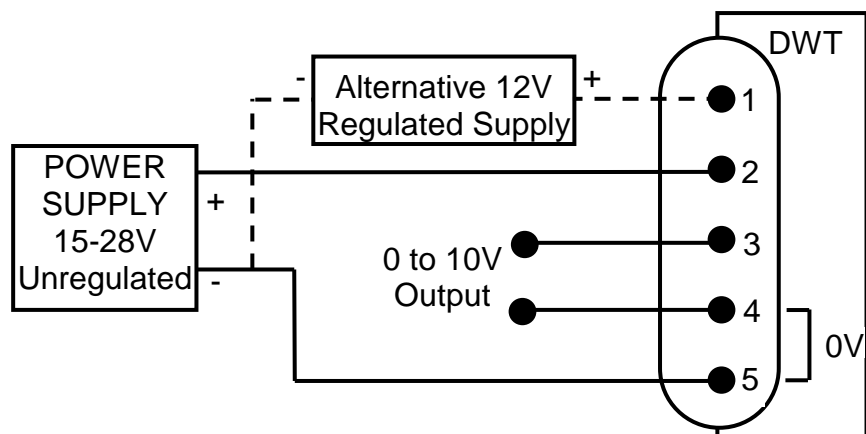 DWT
- Alternative 12V +
Regulated Supply
1
POWER
SUPPLY
15-28V
Unregulated
+
-
2
3
0 to 10V
Output
4
0V
5